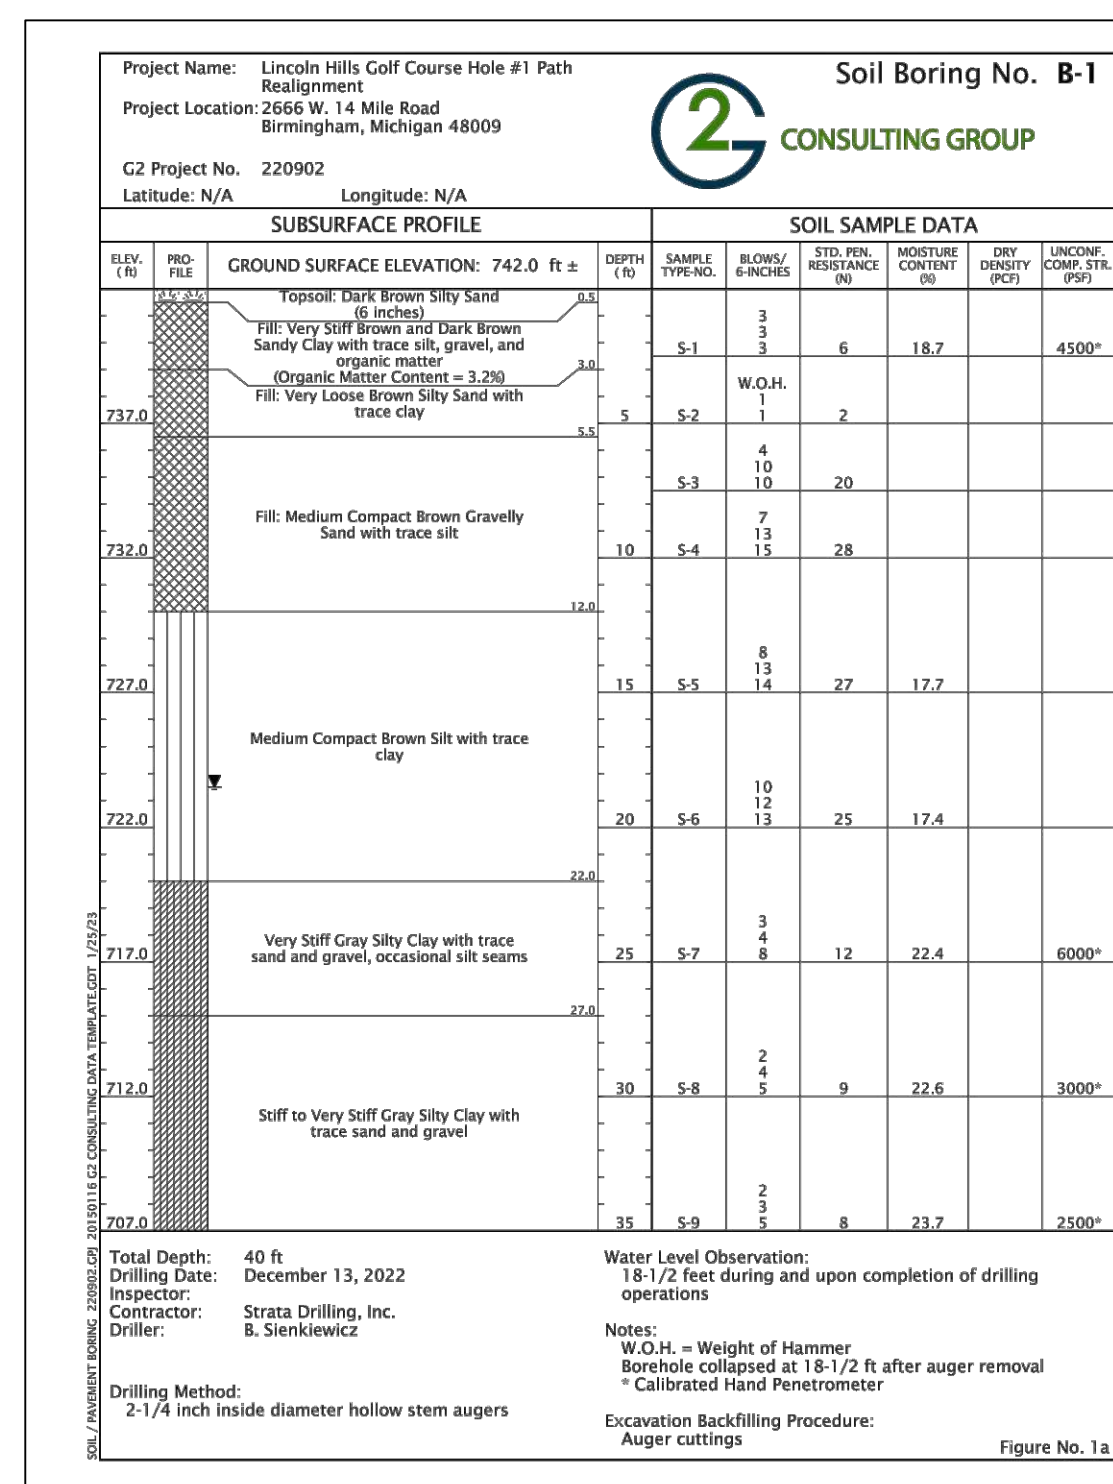 Project Name: Lincoln Hills Golf Course Hole #1 Path
Realignment
Project Location: 2666 W. 14 Mile Road
Birmingham, Michigan 48009
G2 Project No. 220902
Latitude: N/A Longitude: N/A
G2 CONSULTING GROUP
Soil Boring No. B-1
SUBSURFACE PROFILE
SOIL SAMPLE DATA
ELEV. (ft)
PRO-FILE
GROUND SURFACE ELEVATION: 742.0 ft ±
DEPTH (ft)
SAMPLE TYPE-NO.
BLOWS/ 6-INCHES
STD. PEN. RESISTANCE (N)
MOISTURE CONTENT (%)
DRY DENSITY (PCF)
UNCONF. COMP. STR. (PSF)
Topsoil: Dark Brown Silty Sand 0.5
(6 inches)
3
Fill: Very Stiff Brown and Dark Brown
3
Sandy Clay with trace silt, gravel, and
S-1 3 6 18.7 4500*
organic matter 3.0
(Organic Matter Content = 3.2%)
W.O.H.
Fill: Very Loose Brown Silty Sand with
1
737.0 trace clay 5 S-2 1 2
5.5
4
10
S-3 10 20
Fill: Medium Compact Brown Gravelly
7
Sand with trace silt
13
732.0 10 S-4 15 28
12.0
8
13
727.0 15 S-5 14 27 17.7
Medium Compact Brown Silt with trace
clay
10
12
722.0 20 S-6 13 25 17.4
22.0
3
Very Stiff Gray Silty Clay with trace
4
717.0 sand and gravel, occasional silt seams 25 S-7 8 12 22.4 6000*
27.0
2
4
712.0 30 S-8 5 9 22.6 3000*
Stiff to Very Stiff Gray Silty Clay with
trace sand and gravel
2
3
707.0 35 S-9 5 8 23.7 2500*
SOIL / PAVEMENT BORING 220902.GPJ 20150116 G2 CONSULTING DATA TEMPLATE.GDT 1/25/23
Total Depth: 40 ft
Drilling Date: December 13, 2022
Inspector:
Contractor: Strata Drilling, Inc.
Driller: B. Sienkiewicz
Drilling Method:
2-1/4 inch inside diameter hollow stem augers
Water Level Observation:
18-1/2 feet during and upon completion of drilling
operations
Notes:
W.O.H. = Weight of Hammer
Borehole collapsed at 18-1/2 ft after auger removal
* Calibrated Hand Penetrometer
Excavation Backfilling Procedure:
Auger cuttings
Figure No. 1a